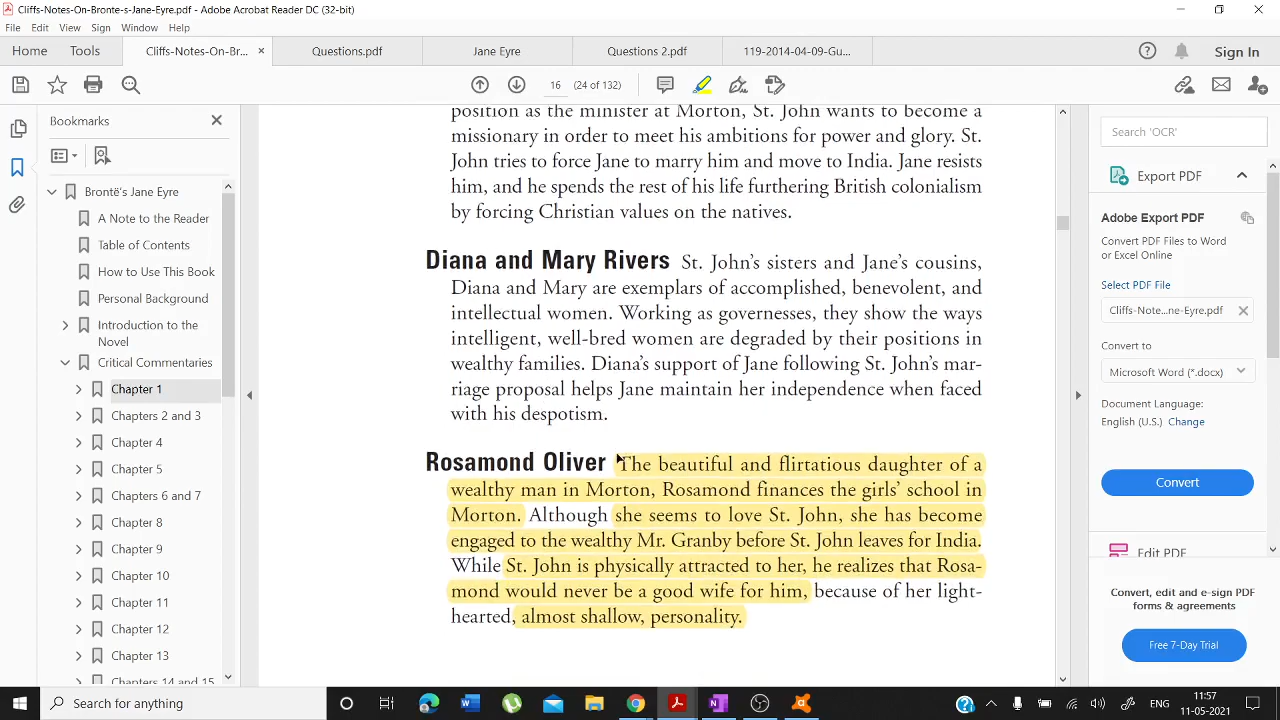 Cliffs-Notes-On-Bronte-s-Jane-Eyre.pdf - Adobe Acrobat Reader DC (32-bit)
File Edit View Sign Window Help
Home Tools Cliffs-Notes-On-Br... × Questions.pdf Jane Eyre Questions 2.pdf 119-2014-04-09-Gu... Sign In
16 (24 of 132)
Bookmarks
Brontë's Jane Eyre
A Note to the Reader
Table of Contents
How to Use This Book
Personal Background
Introduction to the
Novel
Critical Commentaries
Chapter 1
Chapters 2 and 3
Chapter 4
Chapter 5
Chapters 6 and 7
Chapter 8
Chapter 9
Chapter 10
Chapter 11
Chapter 12
Chapter 13
Chapters 14 and 15
position as the minister at Morton, St. John wants to become a
missionary in order to meet his ambitions for power and glory. St.
John tries to force Jane to marry him and move to India. Jane resists
him, and he spends the rest of his life furthering British colonialism
by forcing Christian values on the natives.
Diana and Mary Rivers St. John's sisters and Jane's cousins,
Diana and Mary are exemplars of accomplished, benevolent, and
intellectual women. Working as governesses, they show the ways
intelligent, well-bred women are degraded by their positions in
wealthy families. Diana's support of Jane following St. John's mar-
riage proposal helps Jane maintain her independence when faced
with his despotism.
Rosamond Oliver The beautiful and flirtatious daughter of a
wealthy man in Morton, Rosamond finances the girls' school in
Morton. Although she seems to love St. John, she has become
engaged to the wealthy Mr. Granby before St. John leaves for India.
While St. John is physically attracted to her, he realizes that Rosa-
mond would never be a good wife for him, because of her light-
hearted, almost shallow, personality.
Search 'OCR'
Export PDF
Adobe Export PDF
Convert PDF Files to Word
or Excel Online
Select PDF File
Cliffs-Note...ne-Eyre.pdf
Convert to
Microsoft Word (*.docx)
Document Language:
English (U.S.) Change
Convert
Edit PDF
Convert, edit and e-sign PDF
forms & agreements
Free 7-Day Trial
Search for anything
ENG
11:57
11-05-2021